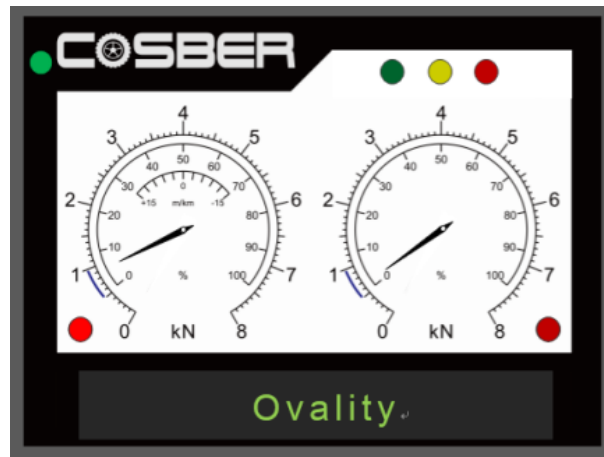 COSBER
4 4
3 5 3 5
50 50
40 60 40 60
30 0 70 30 70
+15 m/km -15
2 20 80 6 2 20 80 6
10 90 10 90
1 0 % 100 7 1 0 % 100 7
0 kN 8 0 kN 8
Ovality